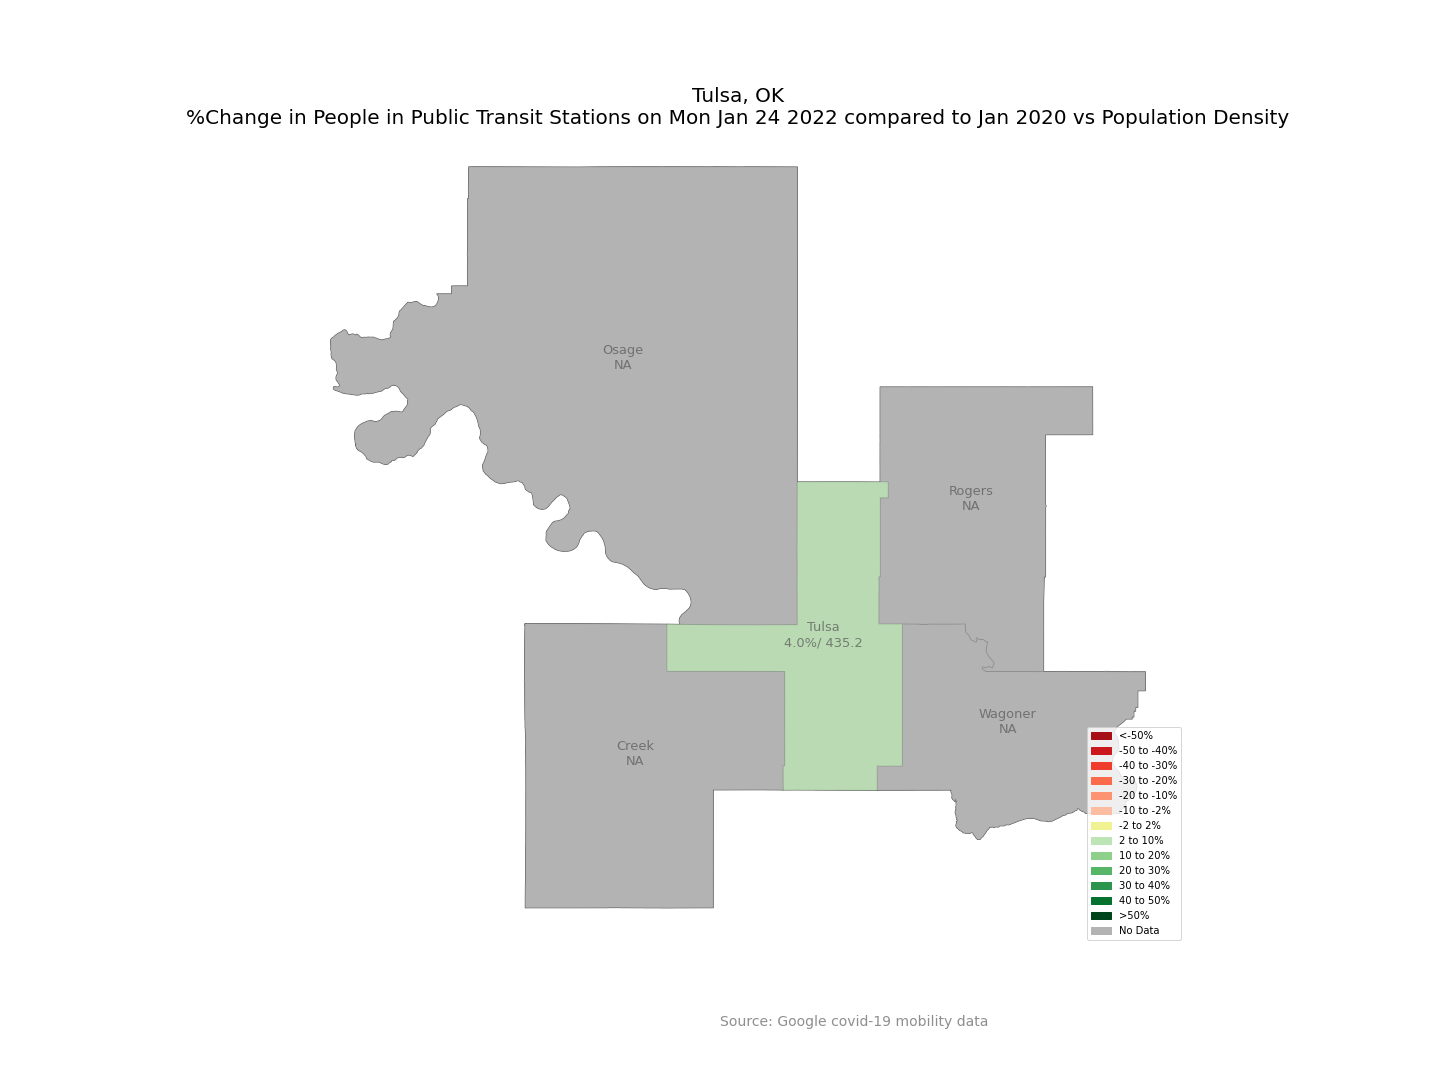 Tulsa, OK
%Change in People in Public Transit Stations on Mon Jan 24 2022 compared to Jan 2020 vs Population Density
Osage
NA
Rogers
NA
Tulsa
4.0%/ 435.2
Wagoner
NA
Creek
NA
<-50%
-50 to -40%
-40 to -30%
-30 to -20%
-20 to -10%
-10 to -2%
-2 to 2%
2 to 10%
10 to 20%
20 to 30%
30 to 40%
40 to 50%
>50%
No Data
Source: Google covid-19 mobility data